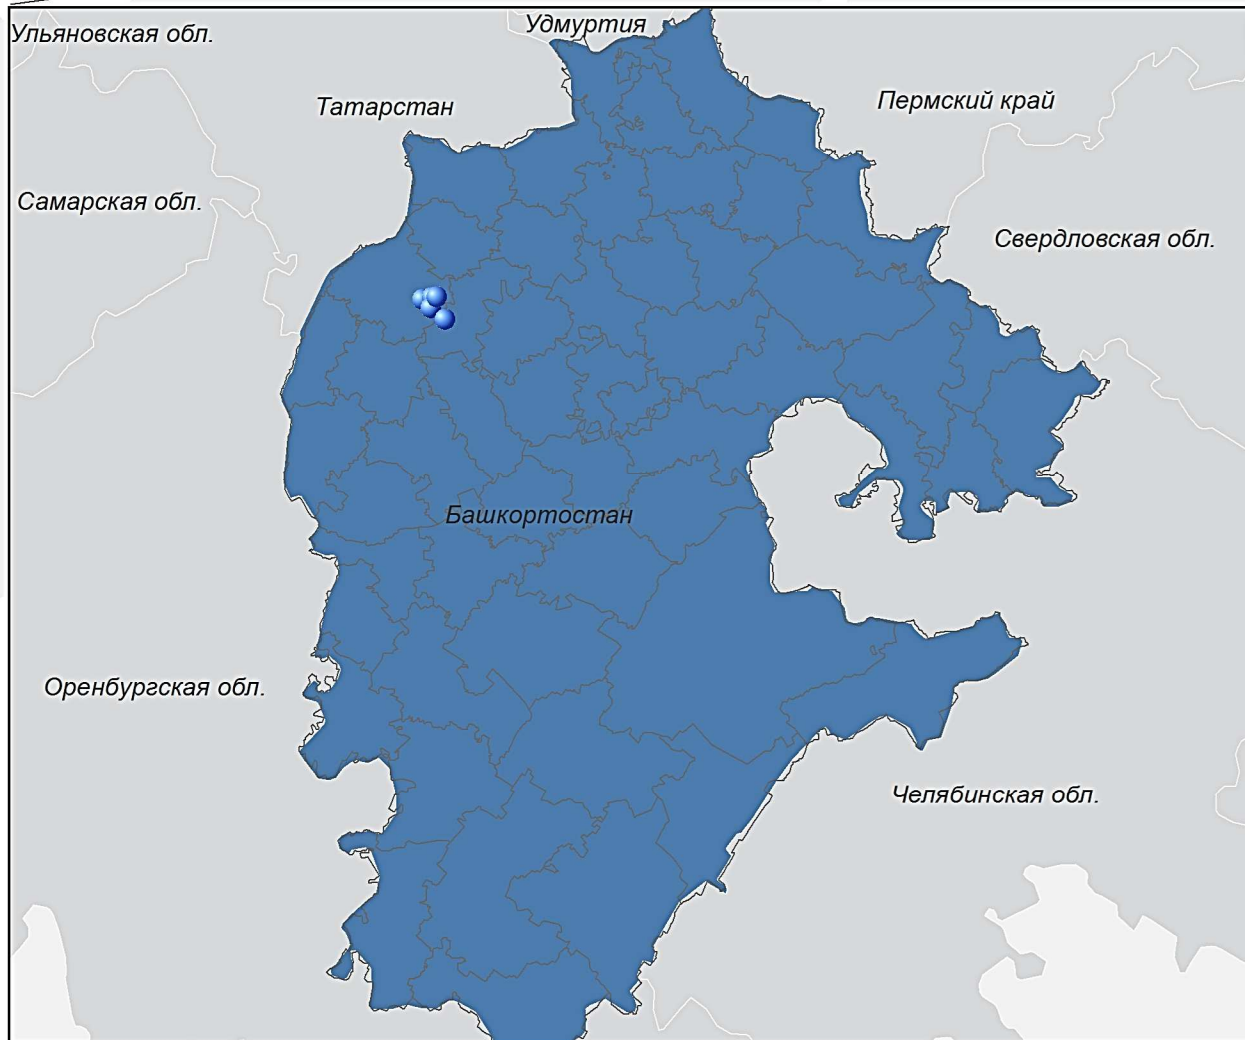 Ульяновская обл.
Удмуртия
Татарстан
Пермский край
Самарская обл.
Свердловская обл.
Башкортостан
Оренбургская обл.
Челябинская обл.